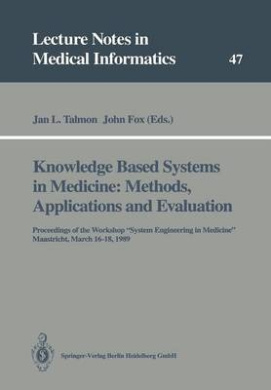 Lecture Notes in
Medical Informatics 47
Jan L. Talmon John Fox (Eds.)
Knowledge Based Systems
in Medicine: Methods,
Applications and Evaluation
Proceedings of the Workshop "System Engineering in Medicine"
Maastricht, March 16-18, 1989
Springer-Verlag Berlin Heidelberg GmbH